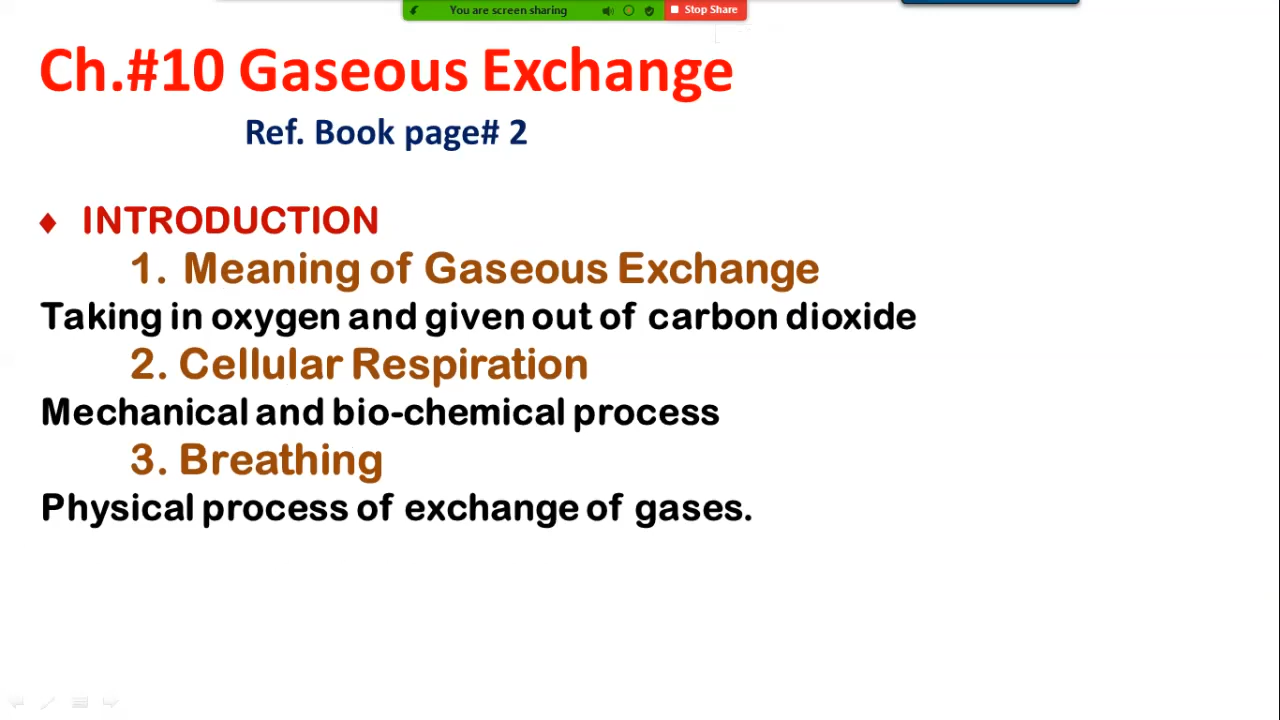 You are screen sharing
Stop Share
Ch.#10 Gaseous Exchange
Ref. Book page# 2
♦ INTRODUCTION
1. Meaning of Gaseous Exchange
Taking in oxygen and given out of carbon dioxide
2. Cellular Respiration
Mechanical and bio-chemical process
3. Breathing
Physical process of exchange of gases.